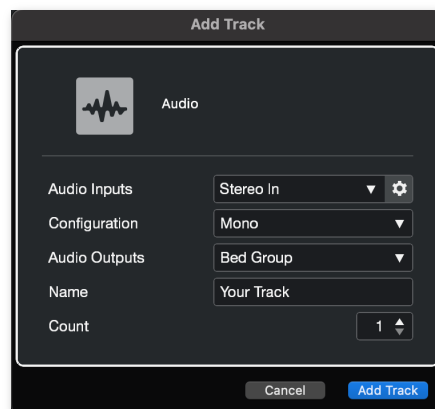 Add Track
Audio
Audio Inputs Stereo In
Configuration Mono
Audio Outputs Bed Group
Name Your Track
Count 1
Cancel Add Track